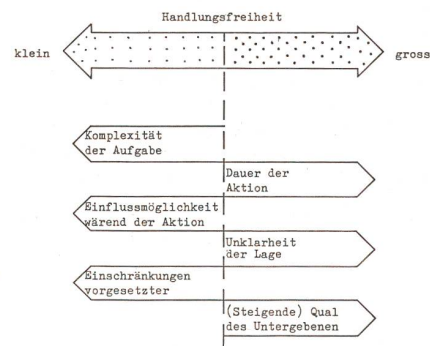 Handlungsfreiheit
klein
gross
Komplexität
der Aufgabe
Dauer der
Aktion
Einflussmöglichkeit
wärend der Aktion
Unklarheit
der Lage
Einschränkungen
vorgesetzter
(Steigende) Qual
des Untergebenen